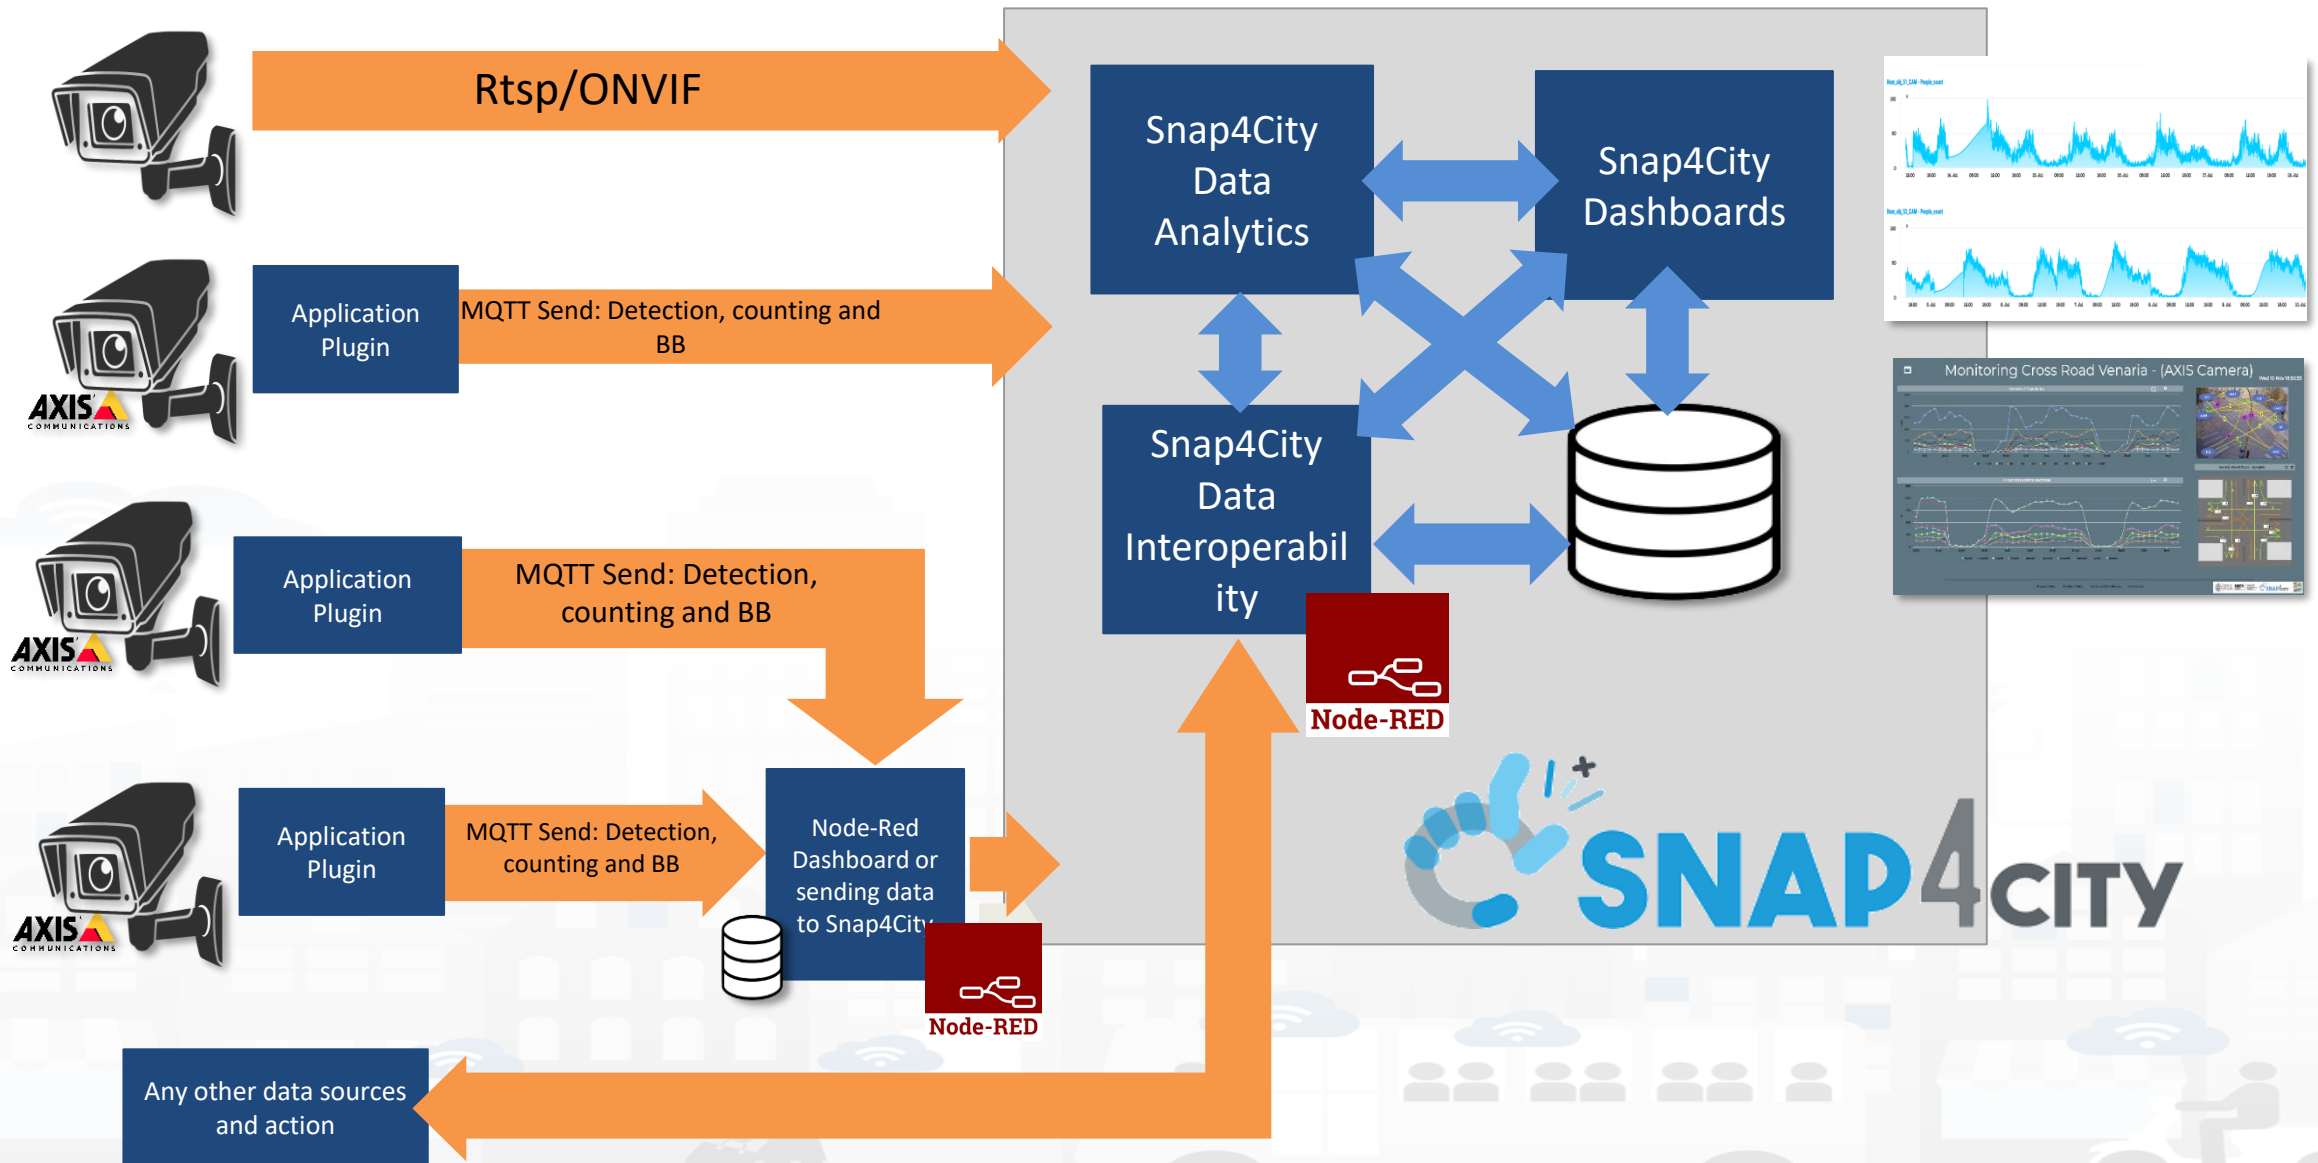 Rtsp/ONVIF
Snap4City
Data
Analytics
Snap4City
Dashboards
Application
Plugin
MQTT Send: Detection, counting and
BB
AXIS
COMMUNICATIONS
Snap4City
Data
Interoperabil
ity
Node-RED
Application
Plugin
MQTT Send: Detection,
counting and BB
AXIS
COMMUNICATIONS
Application
Plugin
MQTT Send: Detection,
counting and BB
AXIS
COMMUNICATIONS
Node-Red
Dashboard or
sending data
to Snap4City
Node-RED
SNAP4CITY
Any other data sources
and action
Monitoring Cross Road Venaria - (AXIS Camera)